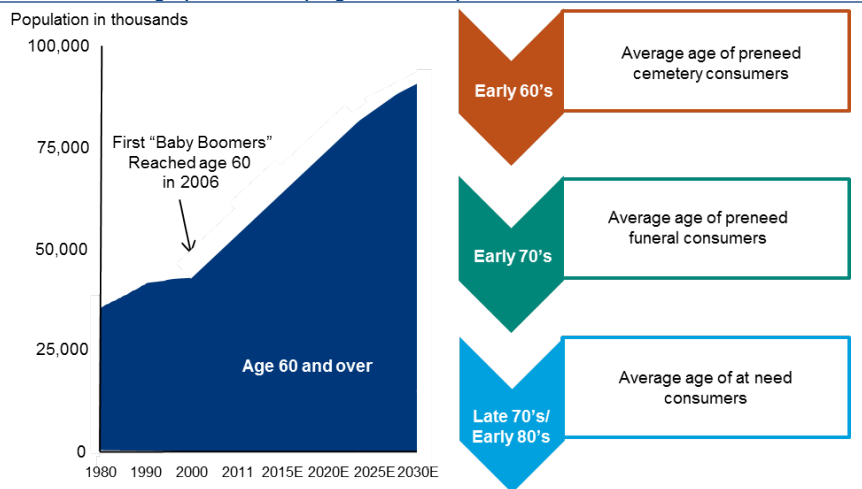 Population in thousands
100,000
75,000
50,000
25,000
0
First “Baby Boomers”
Reached age 60
in 2006
Age 60 and over
1980 1990 2000 2011 2015E 2020E 2025E 2030E
Early 60’s
Average age of preneed
cemetery consumers
Early 70’s
Average age of preneed
funeral consumers
Late 70’s/
Early 80’s
Average age of at need
consumers